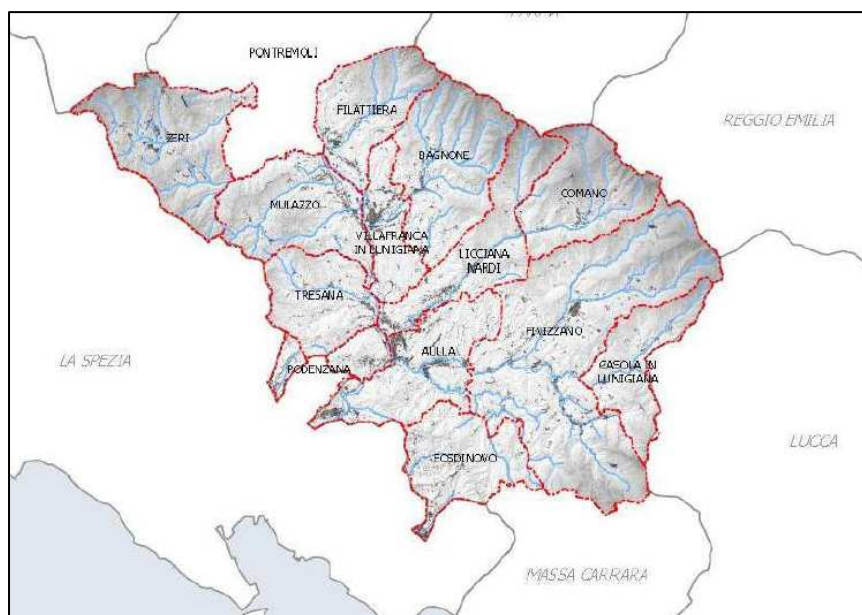 PONTREMOLI
FILATTIERA
REGGIO EMILIA
ZERI
BAGNONE
COMANO
MULAZZO
VILLAFRANCA
IN LUNIGIANA
LICCIANA
NARDI
TRESANA
FIVIZZANO
AULLA
LA SPEZIA
PODENZANA
CASOLA IN
LUNIGIANA
LUCCA
FOSDINOVO
MASSA CARRARA